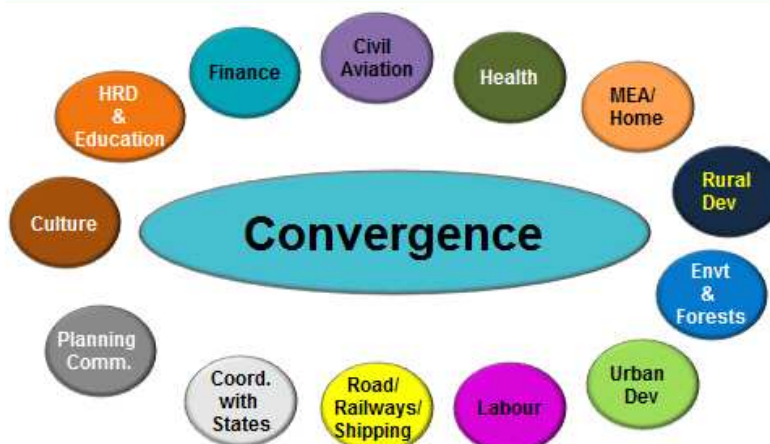 Civil
Aviation
Finance
Health
HRD
&
Education
MEA/
Home
Rural
Dev
Culture
Convergence
Envt
&
Forests
Planning
Comm.
Urban
Dev
Coord.
with
States
Road/
Railways/
Shipping
Labour